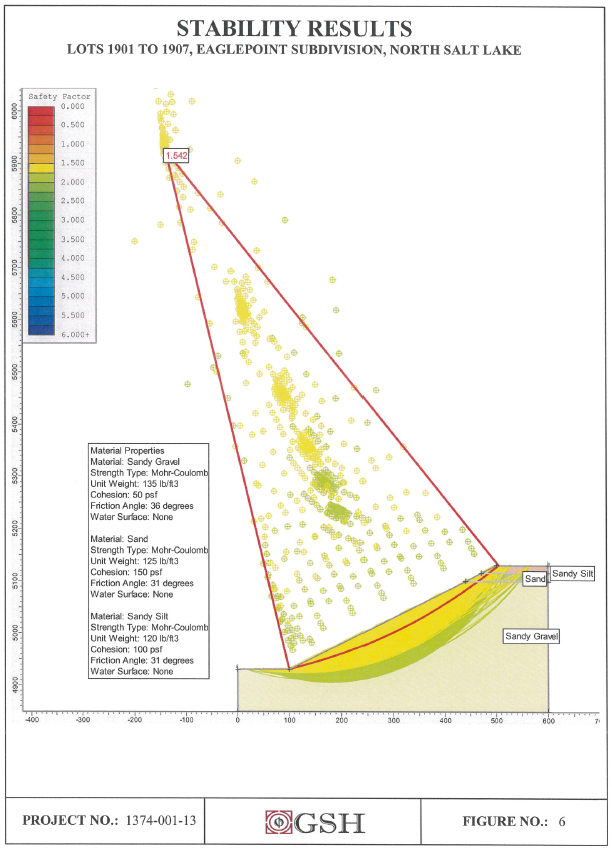 STABILITY RESULTS
LOTS 1901 TO 1907, EAGLEPOINT SUBDIVISION, NORTH SALT LAKE
Safety Factor
0.000
0.500
1.000
1.500
2.000
2.500
3.000
3.500
4.000
4.500
5.000
5.500
6.000+
6000
5900
5800
5700
5600
5500
5400
5300
5200
5100
5000
4900
1.542
Material Properties
Material: Sandy Gravel
Strength Type: Mohr-Coulomb
Unit Weight: 135 lb/ft3
Cohesion: 50 psf
Friction Angle: 36 degrees
Water Surface: None
Material: Sand
Strength Type: Mohr-Coulomb
Unit Weight: 125 lb/ft3
Cohesion: 150 psf
Friction Angle: 31 degrees
Water Surface: None
Material: Sandy Silt
Strength Type: Mohr-Coulomb
Unit Weight: 120 lb/ft3
Cohesion: 100 psf
Friction Angle: 31 degrees
Water Surface: None
Sand
Sandy Silt
Sandy Gravel
-400 -300 -200 -100 0 100 200 300 400 500 600
PROJECT NO.: 1374-001-13
GSH
FIGURE NO.: 6